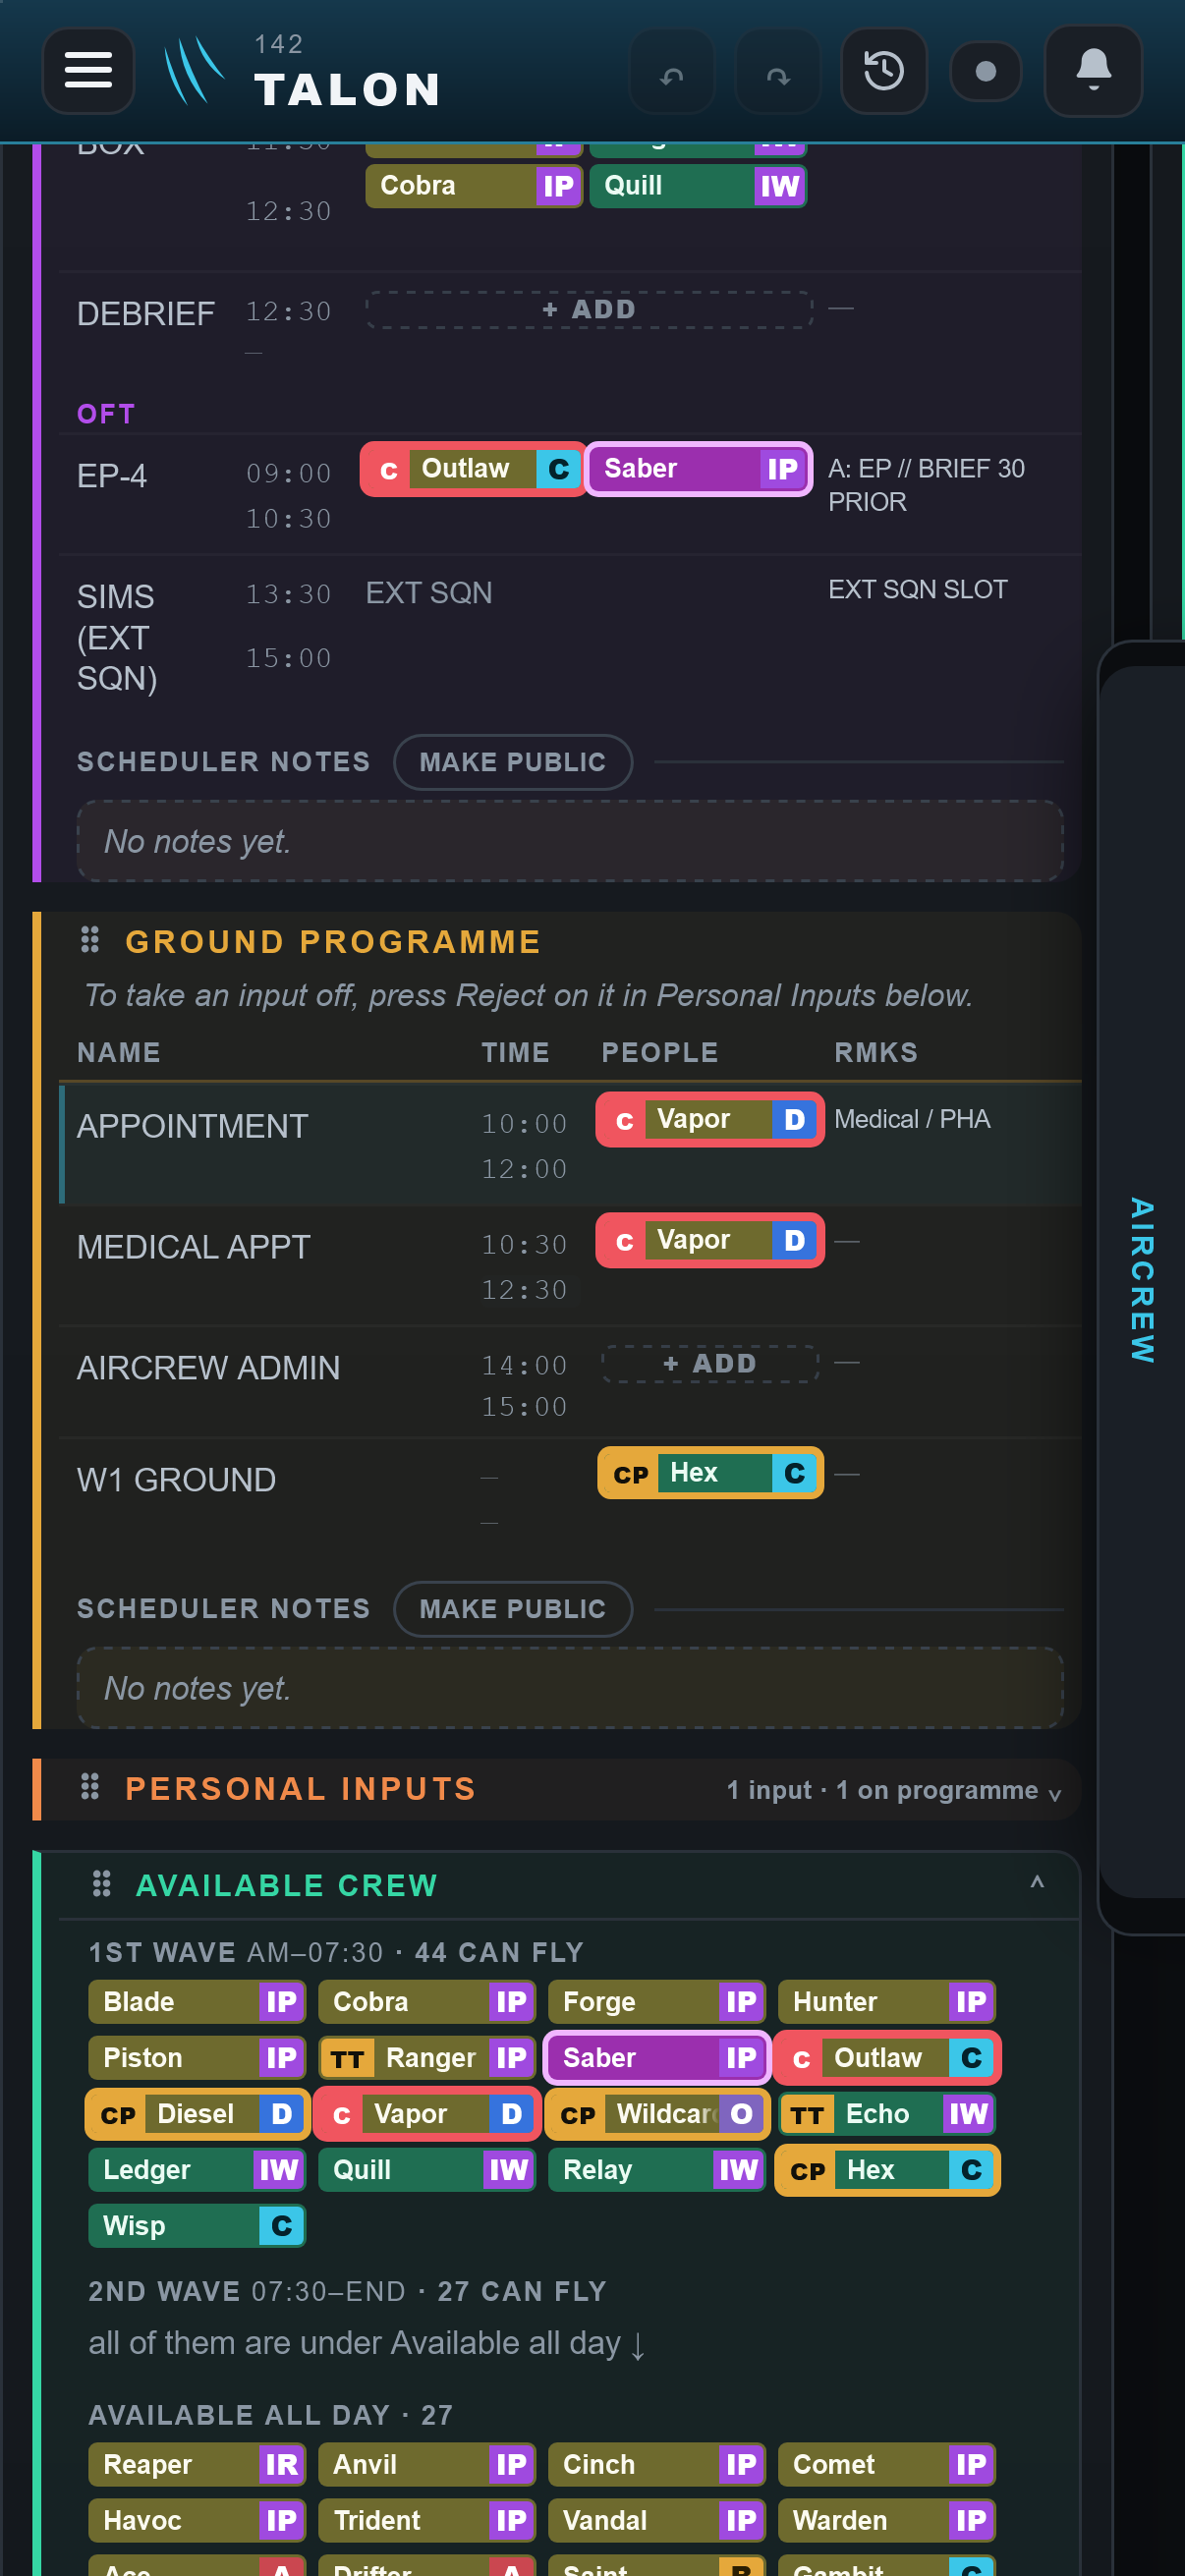 142
TALON
BOX 11:30
Cobra IP Quill IW
12:30
DEBRIEF 12:30 + ADD —
—
OFT
EP-4 09:00 C Outlaw C Saber IP A: EP // BRIEF 30
10:30 PRIOR
SIMS 13:30 EXT SQN EXT SQN SLOT
(EXT
SQN) 15:00
SCHEDULER NOTES MAKE PUBLIC
No notes yet.
GROUND PROGRAMME
To take an input off, press Reject on it in Personal Inputs below.
NAME TIME PEOPLE RMKS
APPOINTMENT 10:00 C Vapor D Medical / PHA
12:00
MEDICAL APPT 10:30 C Vapor D —
12:30
AIRCREW ADMIN 14:00 + ADD —
15:00
W1 GROUND — CP Hex C —
—
SCHEDULER NOTES MAKE PUBLIC
No notes yet.
AIRCREW
PERSONAL INPUTS 1 input · 1 on programme
AVAILABLE CREW
1ST WAVE AM–07:30 · 44 CAN FLY
Blade IP Cobra IP Forge IP Hunter IP
Piston IP TT Ranger IP Saber IP C Outlaw C
CP Diesel D C Vapor D CP Wildcar O TT Echo IW
Ledger IW Quill IW Relay IW CP Hex C
Wisp C
2ND WAVE 07:30–END · 27 CAN FLY
all of them are under Available all day ↓
AVAILABLE ALL DAY · 27
Reaper IR Anvil IP Cinch IP Comet IP
Havoc IP Trident IP Vandal IP Warden IP
Ace A Drifter A Saint B Gambit C